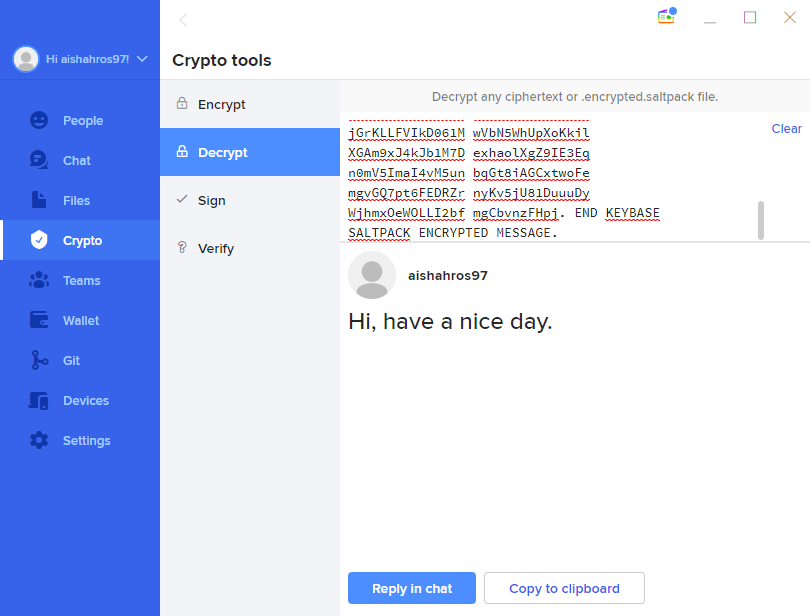 Hi aishahros97!
People
Chat
Files
Crypto
Teams
Wallet
Git
Devices
Settings
Crypto tools
Encrypt
Decrypt
Sign
Verify
Decrypt any ciphertext or .encrypted.saltpack file.
Clear
jGrKLLFVIkD061M wVbN5WhUpXoKkil
XGAm9xJ4kJb1M7D exhaolXgZ9IE3Eq
n0mV5ImaI4vM5un bqGt8iAGCxtwoFe
mgvGQ7pt6FEDRZr nyKv5jU81DuuuDy
WjhmxOeWOLLI2bf mgCbvnzFHpj. END KEYBASE
SALTPACK ENCRYPTED MESSAGE.
aishahros97
Hi, have a nice day.
Reply in chat
Copy to clipboard